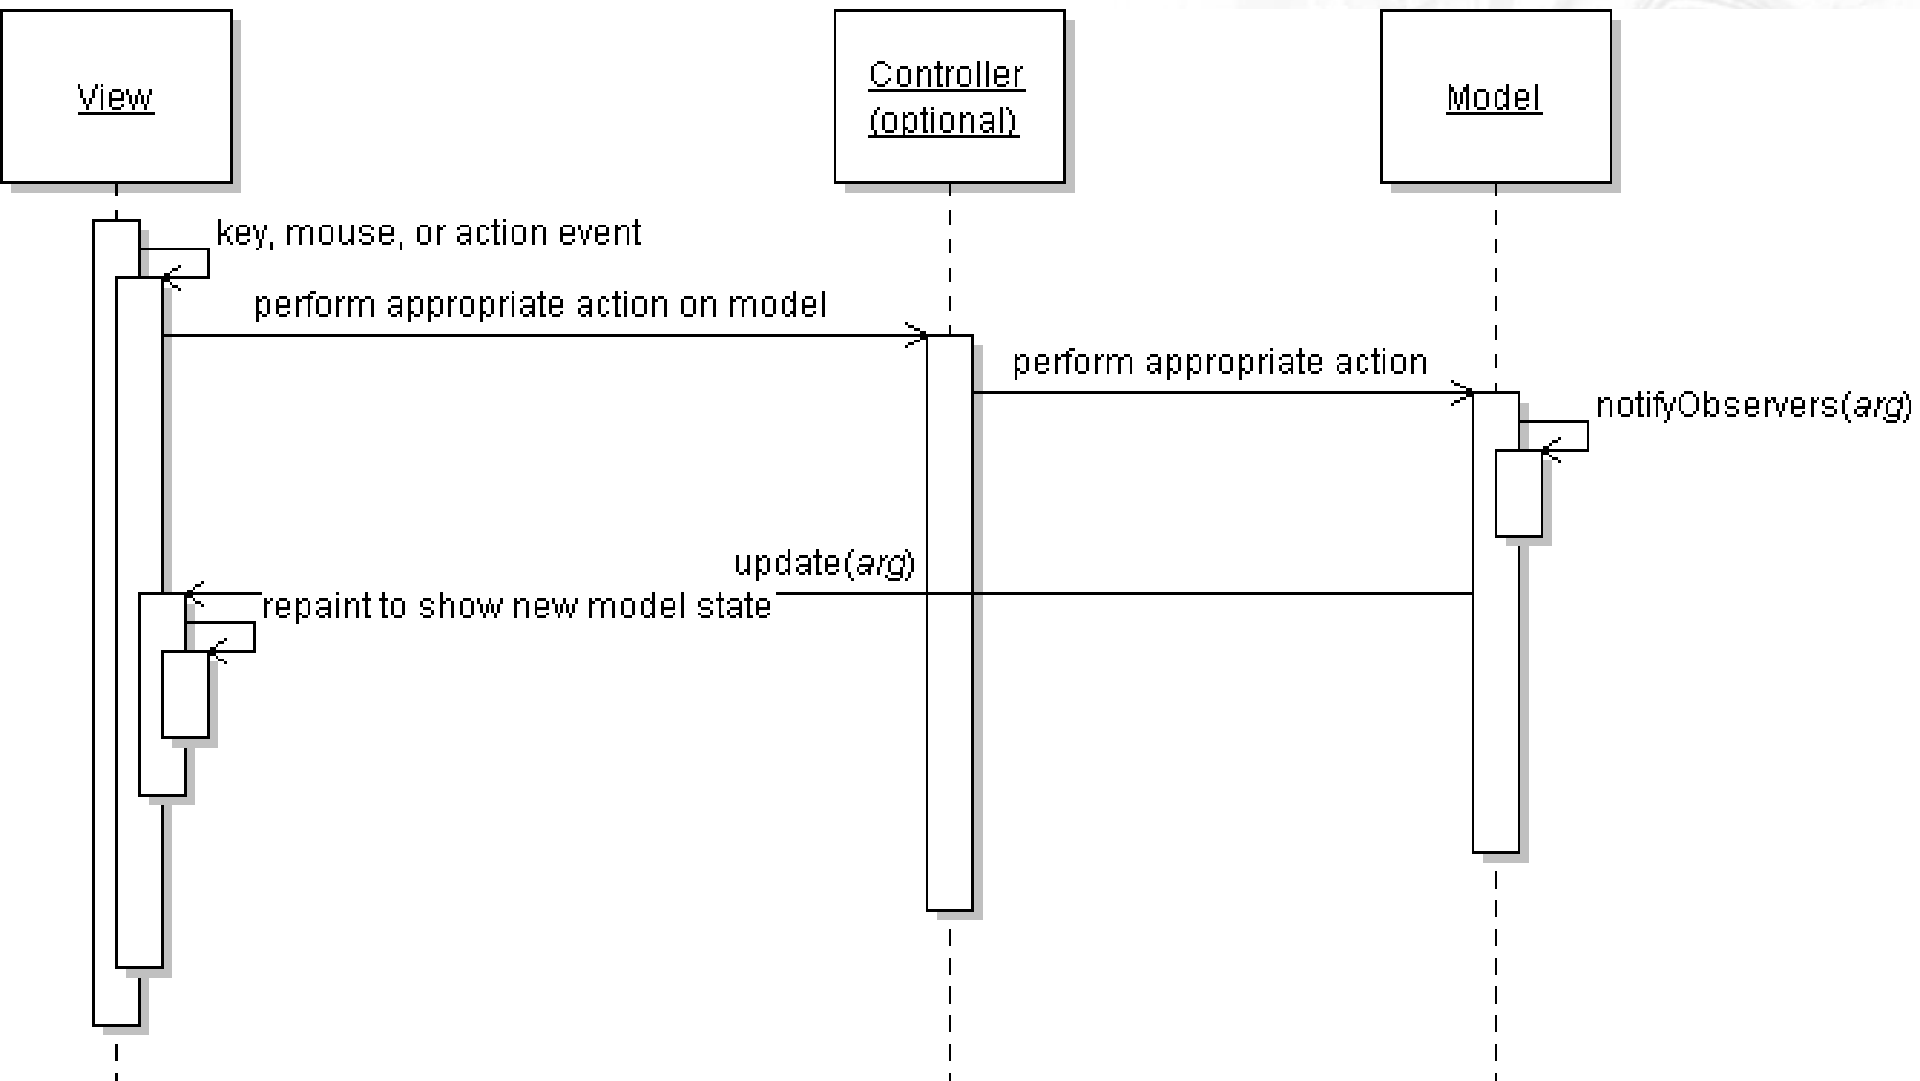 View
Controller
(optional)
Model
key, mouse, or action event
perform appropriate action on model
perform appropriate action
notifyObservers(arg)
update(arg)
repaint to show new model state